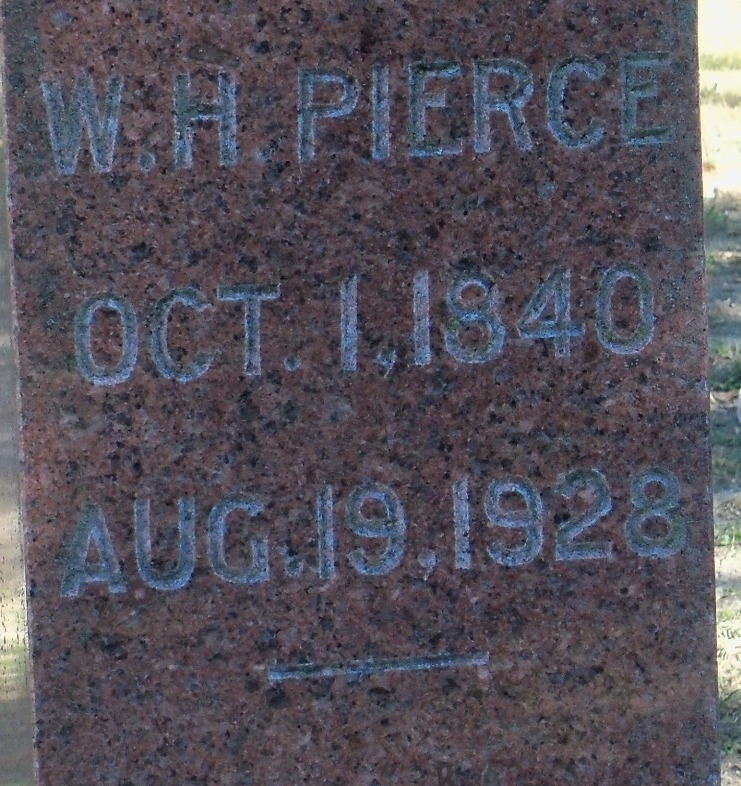 W.H.PIERCE
OCT. 1, 1840
AUG. 19, 1928